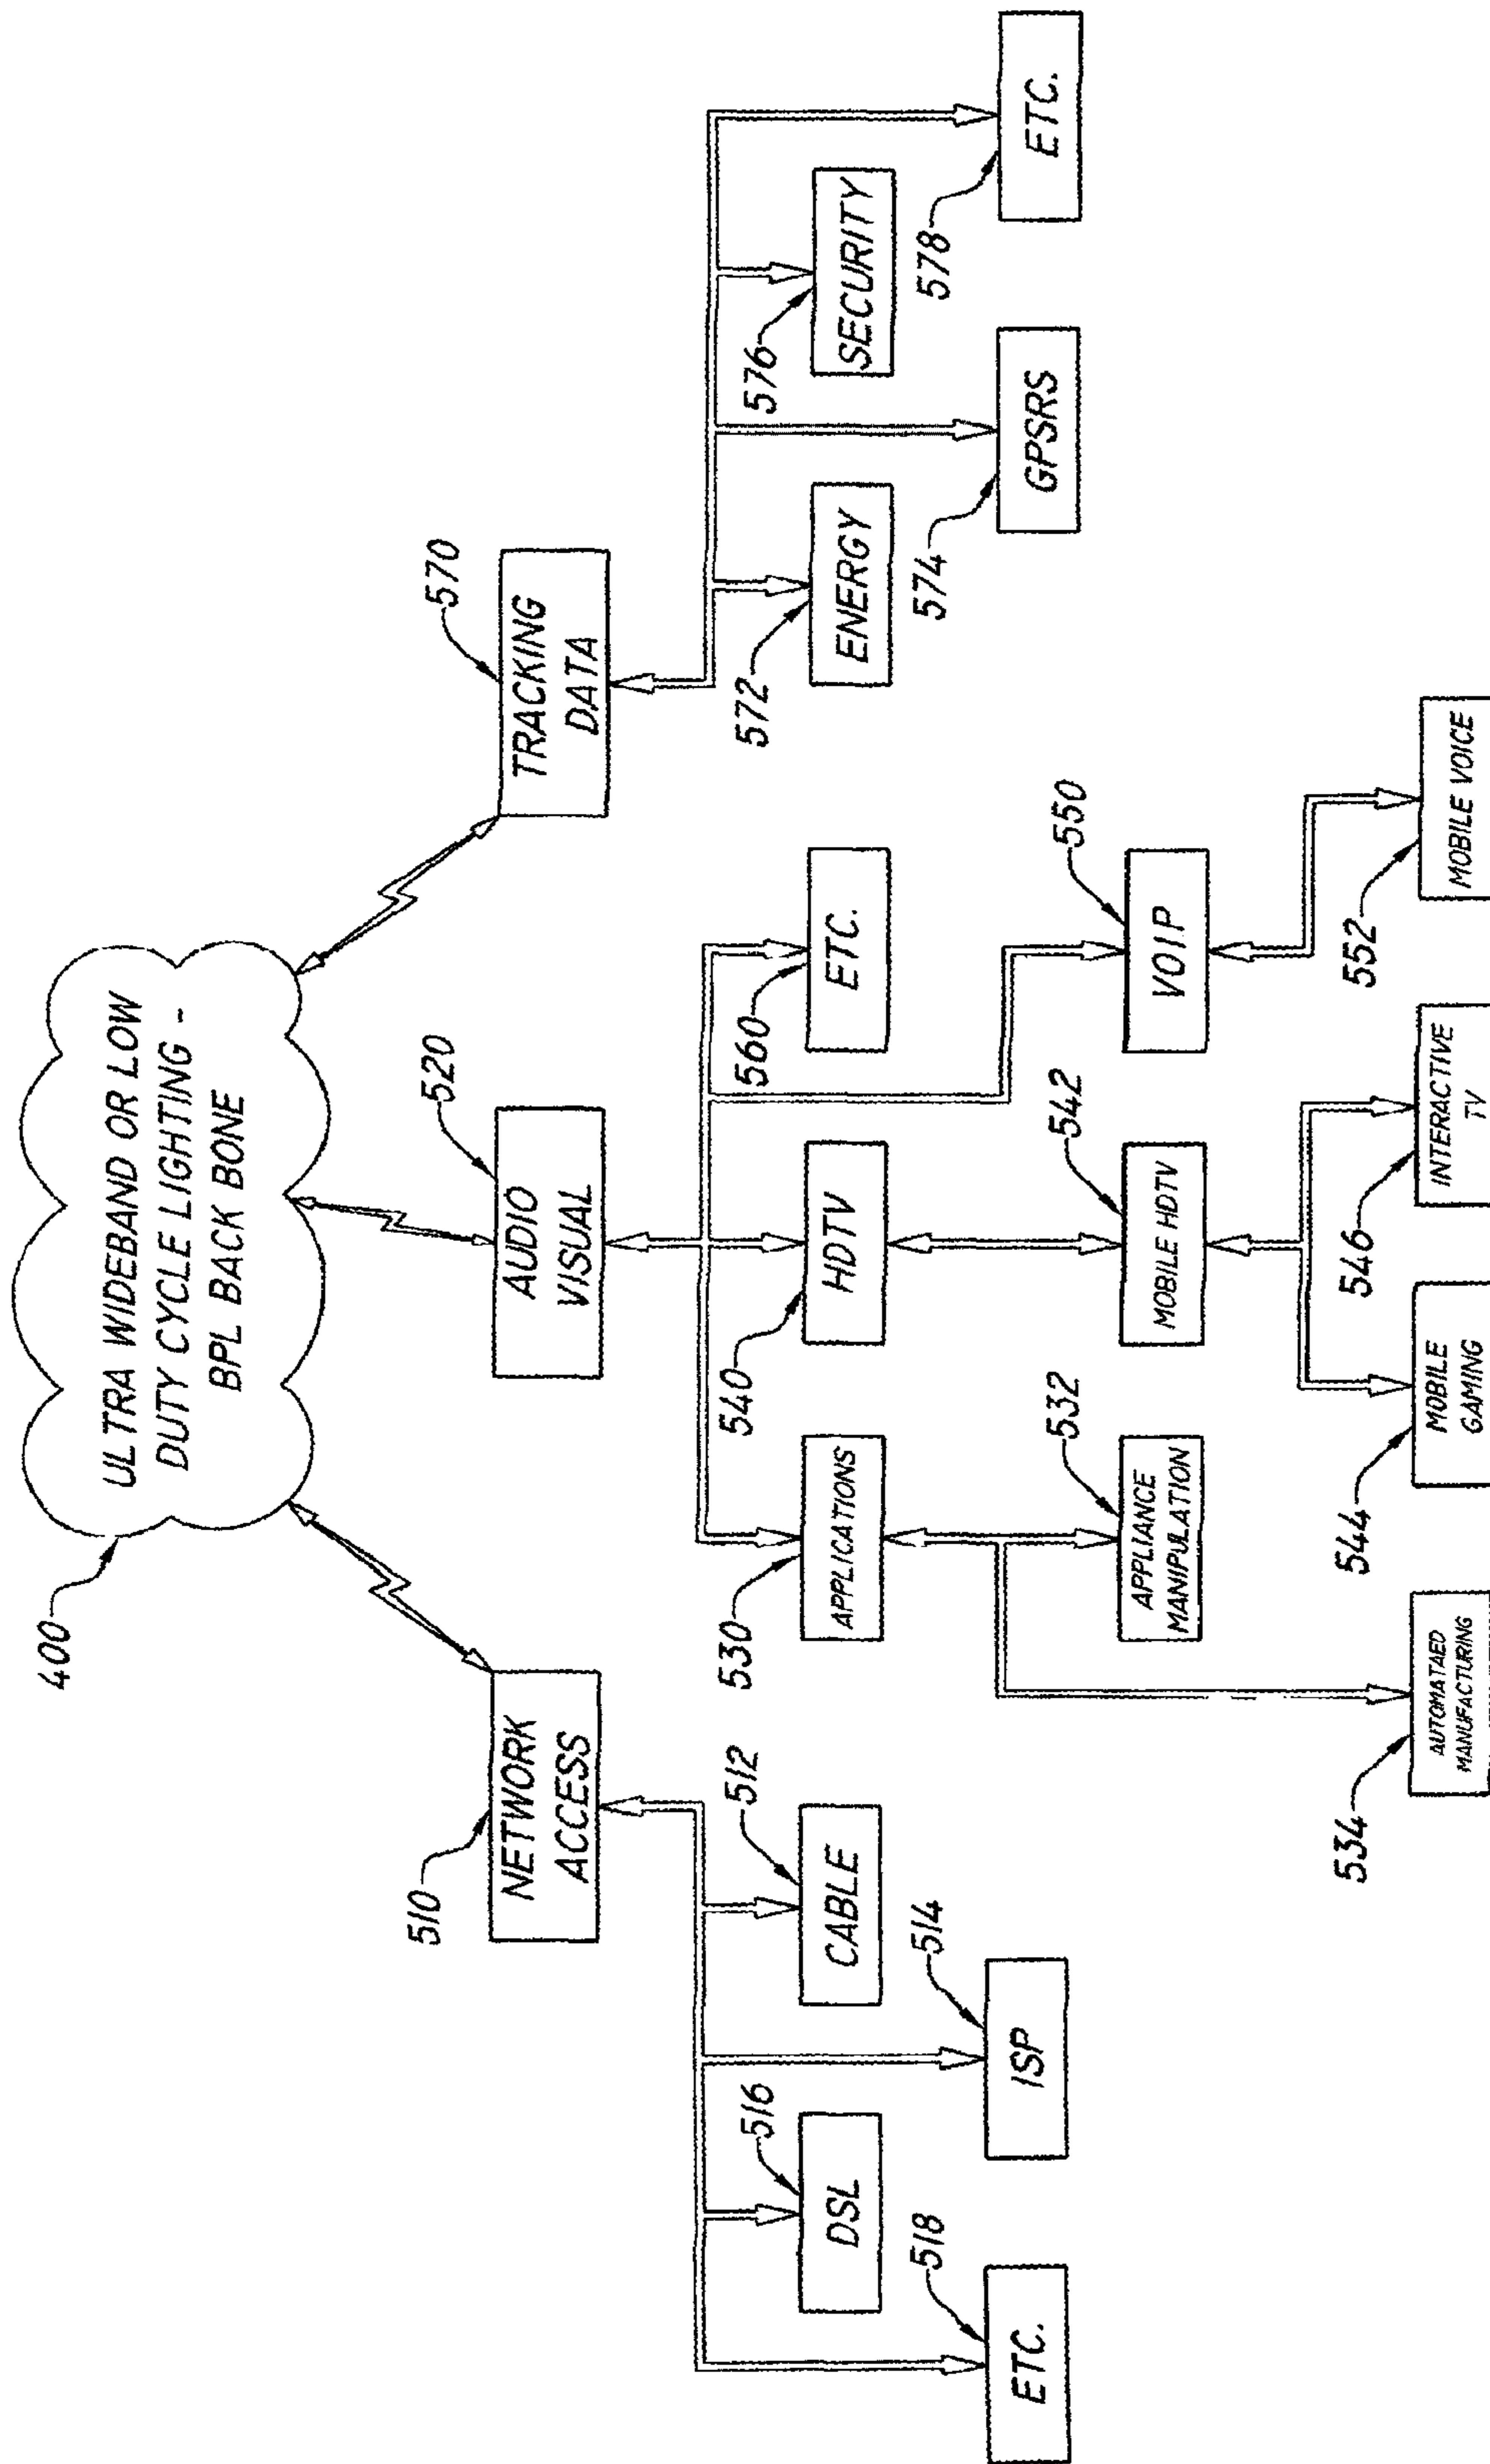 400
ULTRA WIDEBAND OR LOW
DUTY CYCLE LIGHTING -
BPL BACK BONE
510
NETWORK
ACCESS
520
AUDIO
VISUAL
570
TRACKING
DATA
518
ETC.
516
DSL
514
ISP
512
CABLE
530
APPLICATIONS
540
HDTV
560
ETC.
572
ENERGY
574
GPSRS
576
SECURITY
578
ETC.
532
APPLIANCE
MANIPULATION
542
MOBILE HDTV
550
VOIP
534
AUTOMATAED
MANUFACTURING
544
MOBILE
GAMING
546
INTERACTIVE
TV
552
MOBILE VOICE